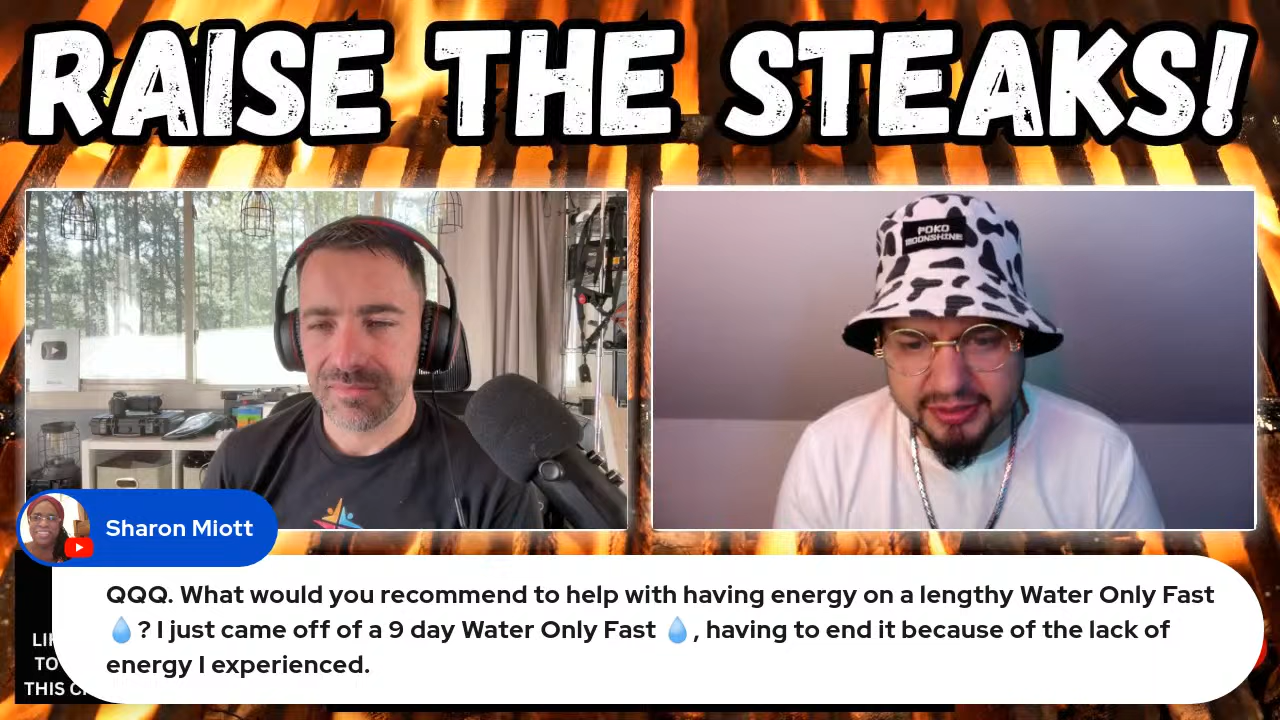 RAISE THE STEAKS!
POKO
MOONSHINE
Sharon Miott
QQQ. What would you recommend to help with having energy on a lengthy Water Only Fast
💧? I just came off of a 9 day Water Only Fast 💧, having to end it because of the lack of
energy I experienced.
TO
THIS